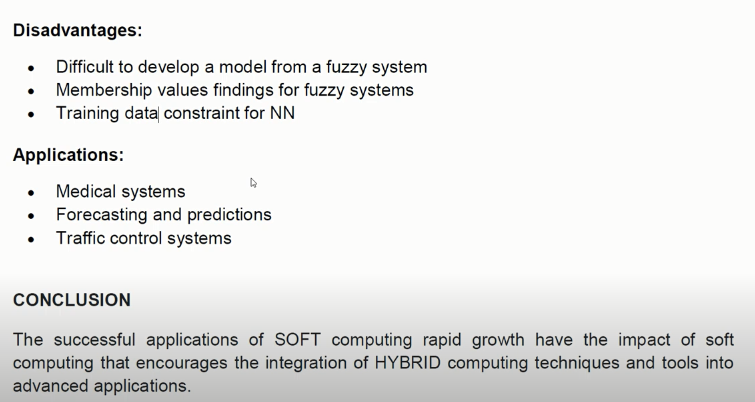 Disadvantages:
• Difficult to develop a model from a fuzzy system
• Membership values findings for fuzzy systems
• Training data constraint for NN
Applications:
• Medical systems
• Forecasting and predictions
• Traffic control systems
CONCLUSION
The successful applications of SOFT computing rapid growth have the impact of soft
computing that encourages the integration of HYBRID computing techniques and tools into
advanced applications.